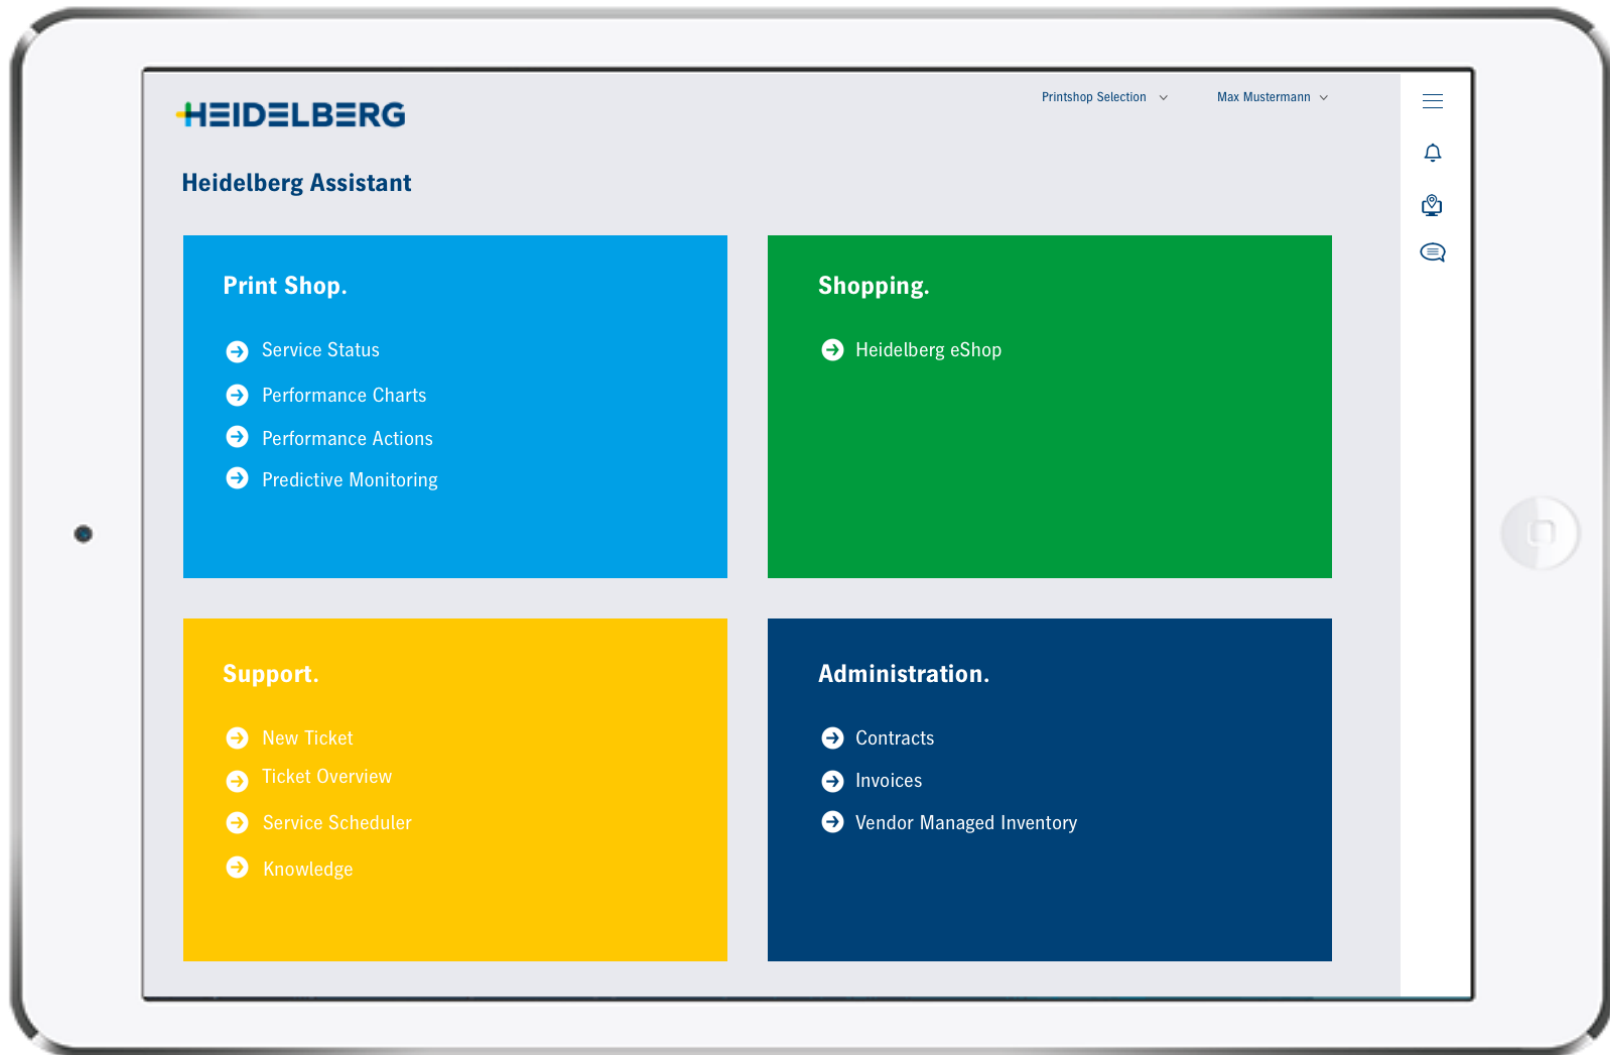 HEIDELBERG
Printshop Selection
Max Mustermann
Heidelberg Assistant
Print Shop.
Service Status
Performance Charts
Performance Actions
Predictive Monitoring
Shopping.
Heidelberg eShop
Support.
New Ticket
Ticket Overview
Service Scheduler
Knowledge
Administration.
Contracts
Invoices
Vendor Managed Inventory